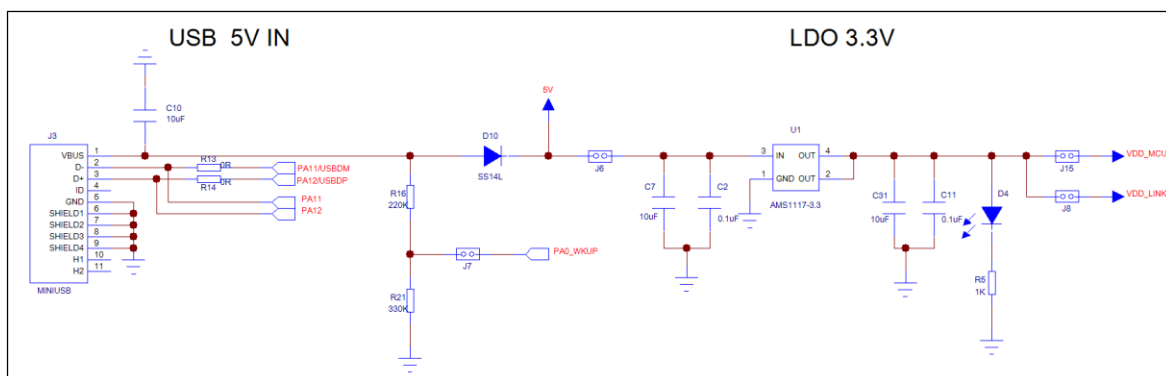 USB 5V IN
LDO 3.3V
C10
10uF
J3
VBUS 1
D- 2
D+ 3
ID 4
GND 5
SHIELD1 6
SHIELD2 7
SHIELD3 8
SHIELD4 9
H1 10
H2 11
MINIUSB
R13 0R
R14 0R
PA11/USBDM
PA12/USBDP
PA11
PA12
R16
220K
R21
330K
J7
PA0_WKUP
D10
SS14L
5V
J6
C7
10uF
C2
0.1uF
U1
3 IN OUT 4
1 GND OUT 2
AMS1117-3.3
C31
10uF
C11
0.1uF
D4
R5
1K
J15
VDD_MCU
J8
VDD_LINK